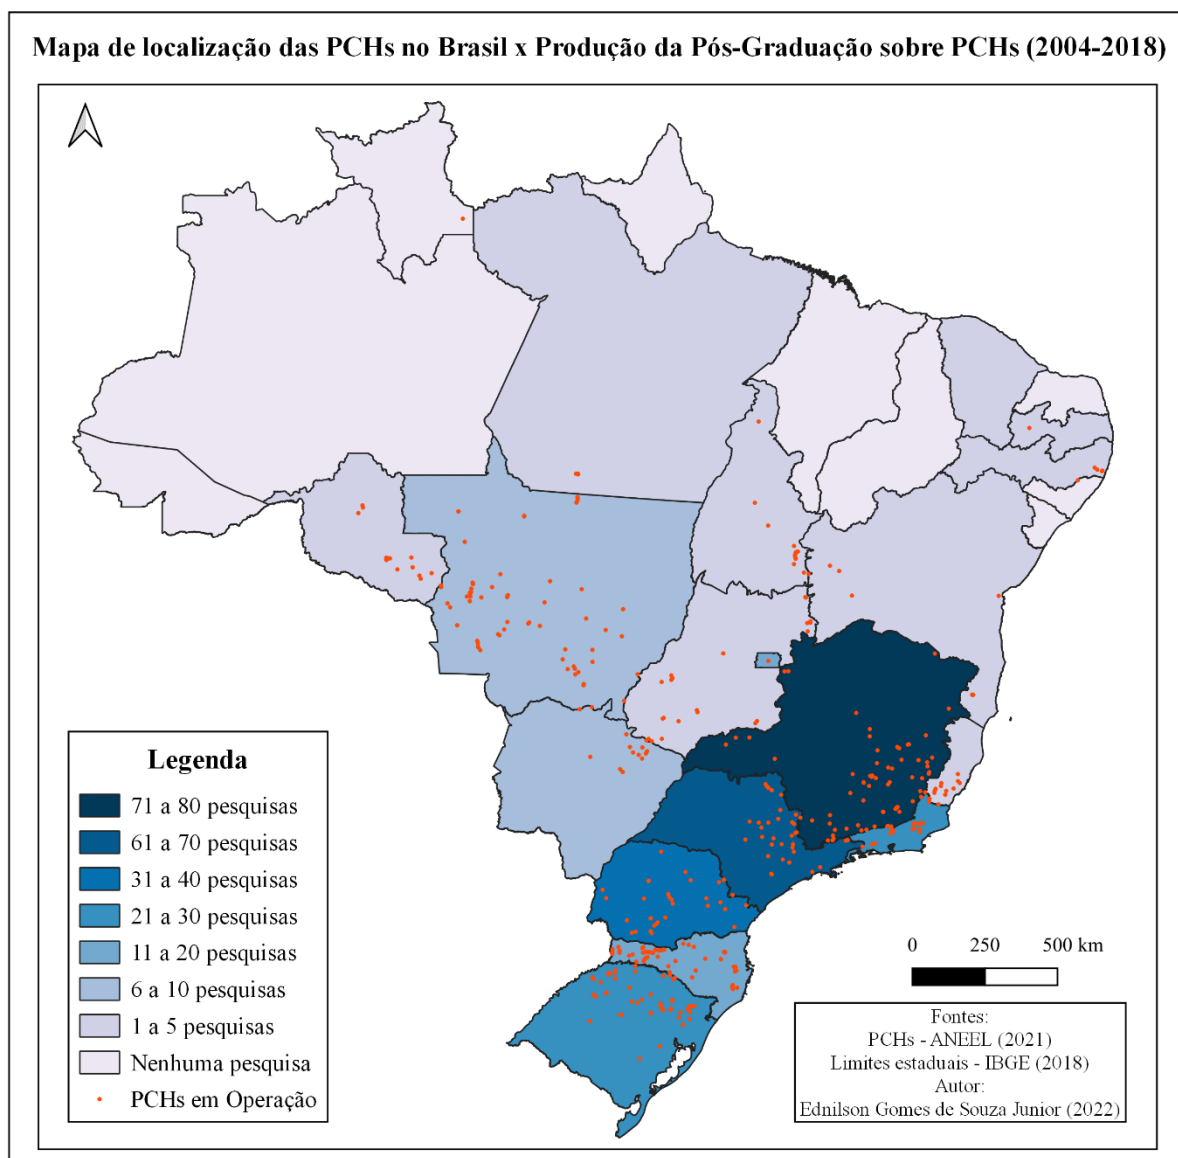 Mapa de localização das PCHs no Brasil x Produção da Pós-Graduação sobre PCHs (2004-2018)
Legenda
71 a 80 pesquisas
61 a 70 pesquisas
31 a 40 pesquisas
21 a 30 pesquisas
11 a 20 pesquisas
6 a 10 pesquisas
1 a 5 pesquisas
Nenhuma pesquisa
PCHs em Operação
0 250 500 km
Fontes:
PCHs - ANEEL (2021)
Limites estaduais - IBGE (2018)
Autor:
Ednilson Gomes de Souza Junior (2022)